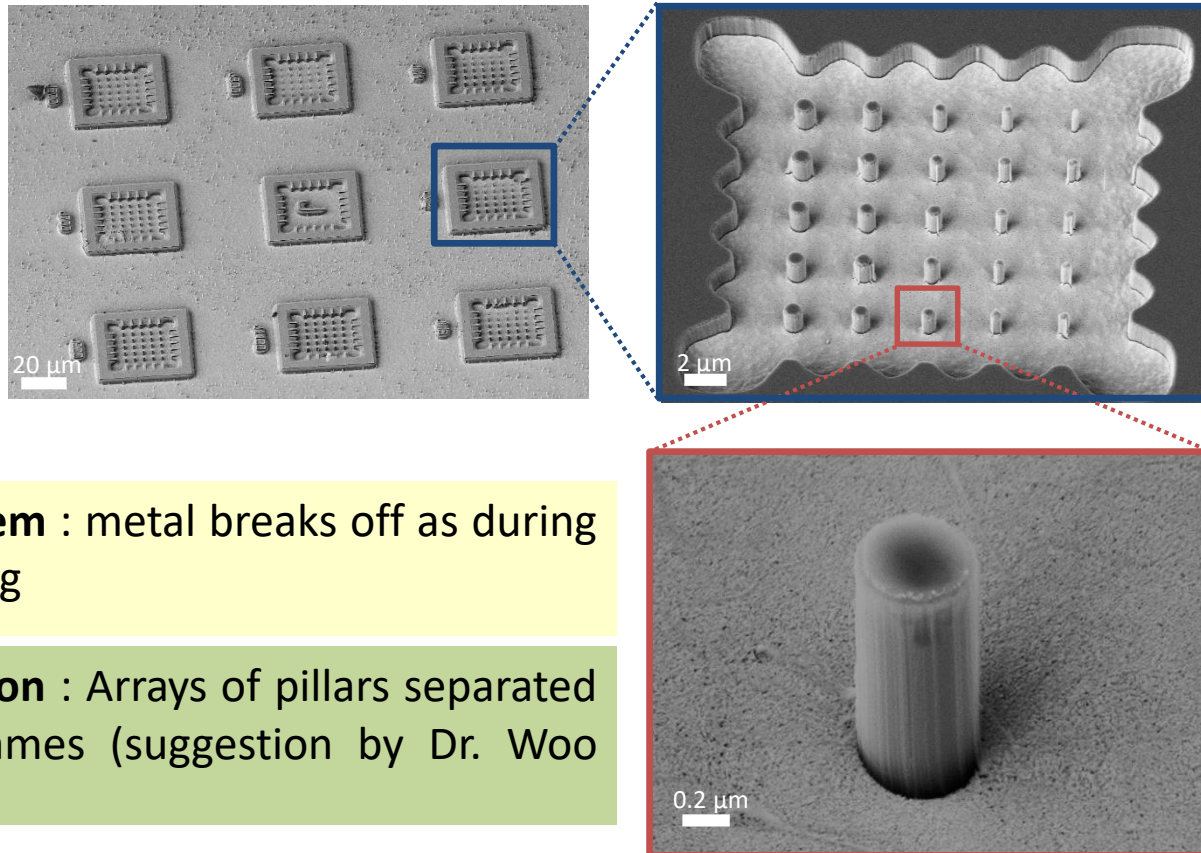 20 µm
2 µm
em : metal breaks off as during
g
on : Arrays of pillars separated
ames (suggestion by Dr. Woo
0.2 µm